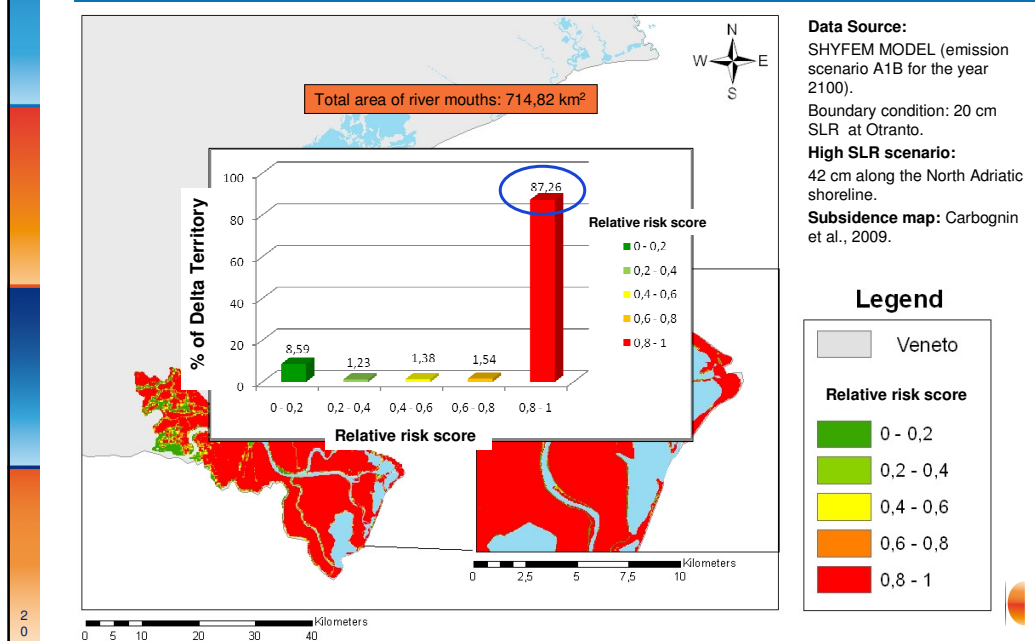 Total area of river mouths: 714,82 km²
N
W
E
S
Data Source:
SHYFEM MODEL (emission
scenario A1B for the year
2100).
Boundary condition: 20 cm
SLR at Otranto.
High SLR scenario:
42 cm along the North Adriatic
shoreline.
Subsidence map: Carbognin
et al., 2009.
% of Delta Territory
100
80
60
40
20
0
8,59
1,23
1,38
1,54
87,26
0 - 0,2
0,2 - 0,4
0,4 - 0,6
0,6 - 0,8
0,8 - 1
Relative risk score
Relative risk score
0 - 0,2
0,2 - 0,4
0,4 - 0,6
0,6 - 0,8
0,8 - 1
Legend
Veneto
Relative risk score
0 - 0,2
0,2 - 0,4
0,4 - 0,6
0,6 - 0,8
0,8 - 1
Kilometers
0 2,5 5 7,5 10
Kilometers
0 5 10 20 30 40
2
0